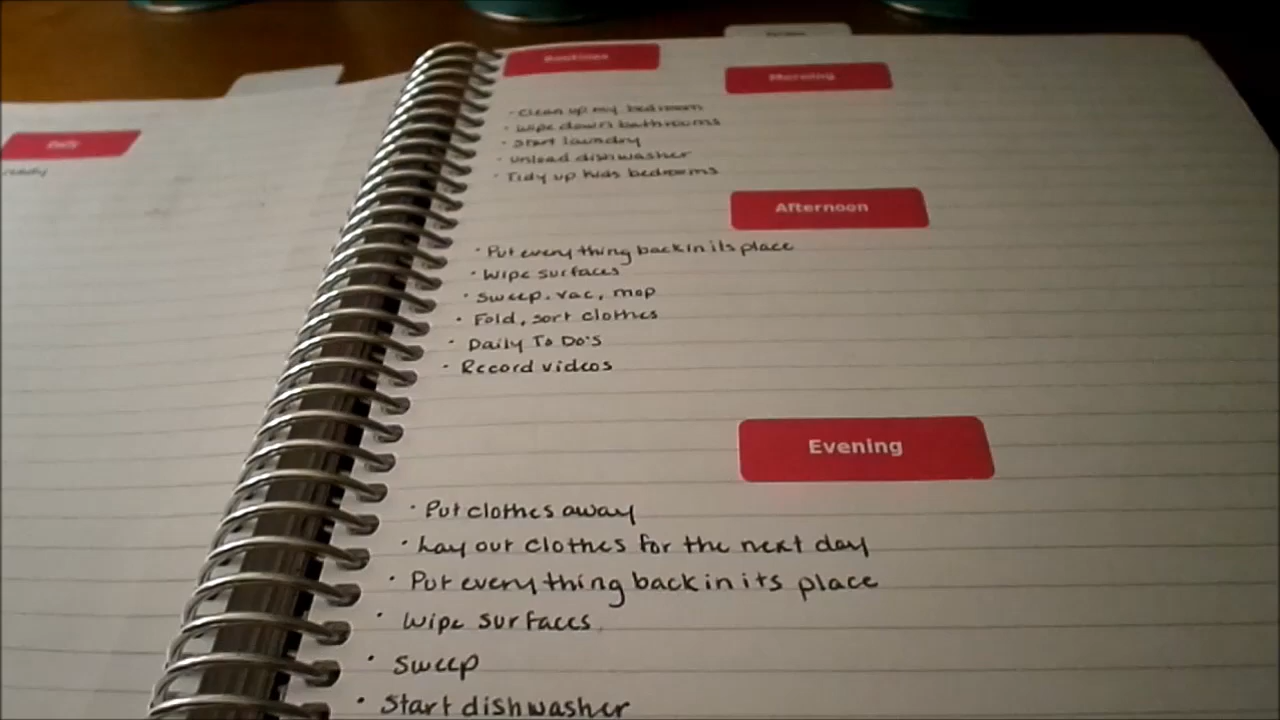 Daily
ready
Routines
Morning
· Clean up my bedroom
· Wipe down bathrooms
· Start laundry
· Unload dishwasher
· Tidy up kids bedrooms
Afternoon
· Put everything back in its place
· Wipe surfaces
· Sweep, vac, mop
· Fold, sort clothes
· Daily To Do's
· Record videos
Evening
· Put clothes away
· Lay out clothes for the next day
· Put everything back in its place
· Wipe surfaces
· Sweep
· Start dishwasher